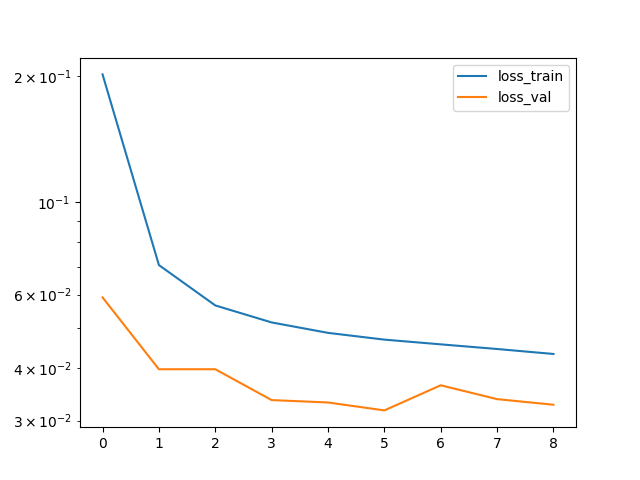 2 × 10⁻¹
10⁻¹
6 × 10⁻²
4 × 10⁻²
3 × 10⁻²
loss_train
loss_val
0 1 2 3 4 5 6 7 8